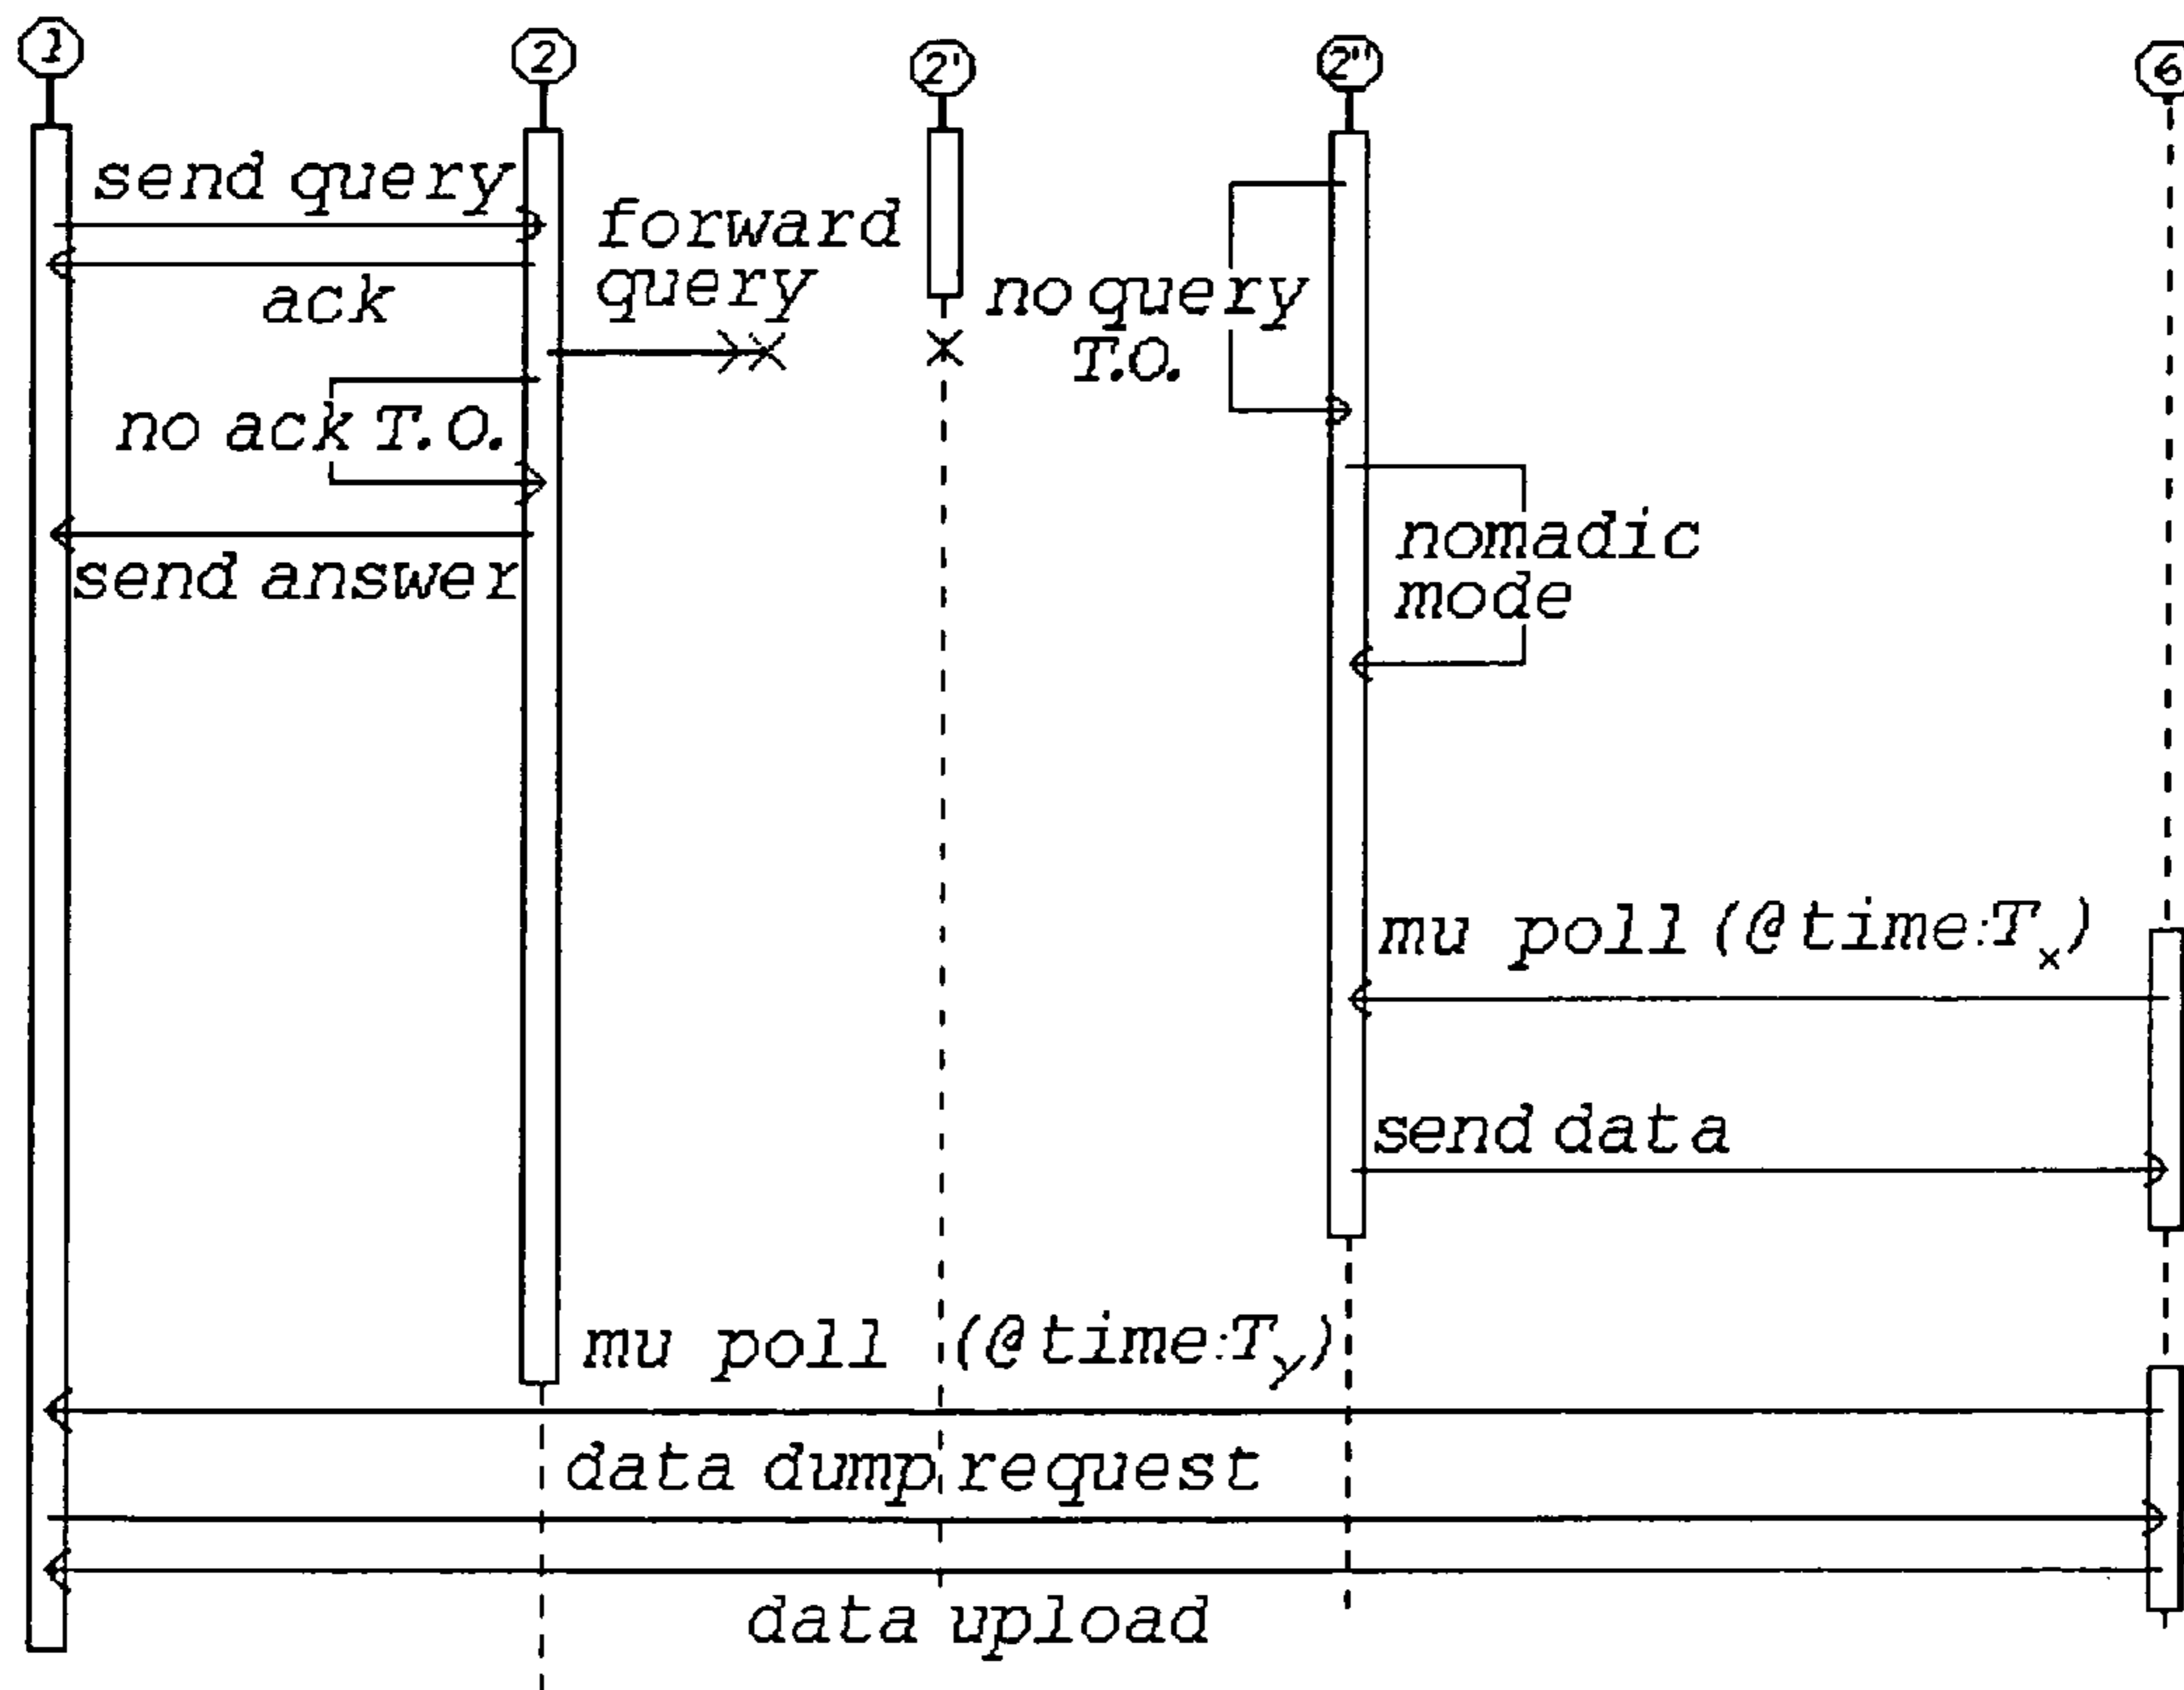 1
2
2'
2"
6
send query
ack
forward
query
no query
T.O.
no ack T.O.
send answer
nomadic
mode
mu poll (@ time:Tx)
send data
mu poll (@ time:Ty)
data dump request
data upload